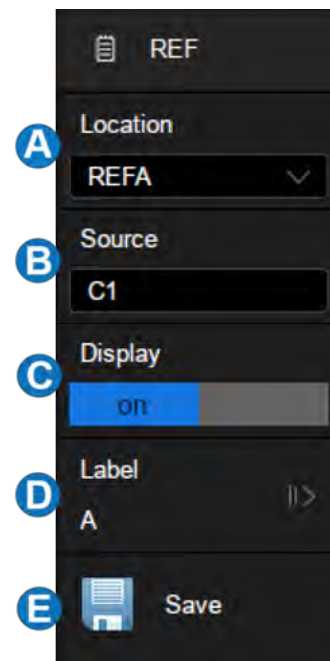 REF
A
Location
REFA
B
Source
C1
C
Display
on
D
Label
A
E
Save